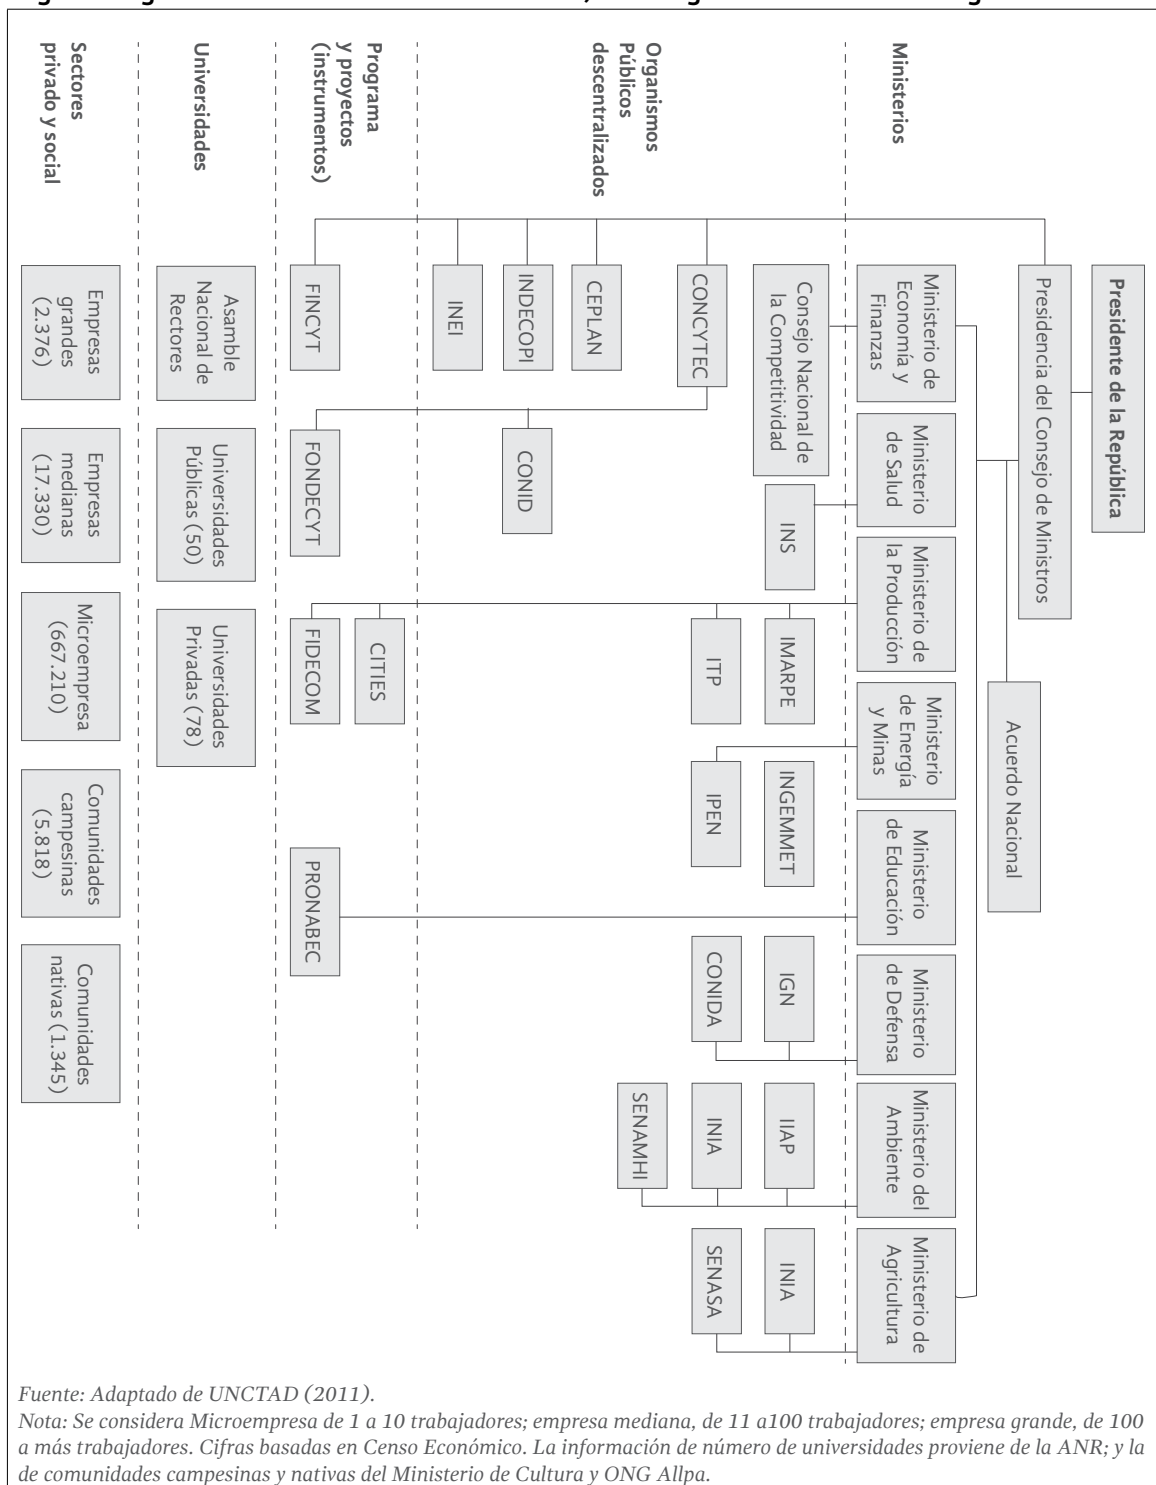 Presidente de la República
Presidencia del Consejo de Ministros
Acuerdo Nacional
Ministerios
Ministerio de
Economía y
Finanzas
Ministerio
de Salud
Ministerio de
la Producción
Ministerio
de Energía
y Minas
Ministerio
de Educación
Ministerio
de Defensa
Ministerio del
Ambiente
Ministerio de
Agricultura
Organismos
Públicos
descentralizados
Consejo Nacional de
la Competitividad
INS
IMARPE
INGEMMET
IGN
IIAP
INIA
CONCYTEC
ITP
IPEN
CONIDA
INIA
SENASA
CEPLAN
SENAMHI
INDECOPI
CONID
INEI
Programa
y proyectos
(instrumentos)
CITIES
FINCYT
FONDECYT
FIDECOM
PRONABEC
Universidades
Asamble
Nacional de
Rectores
Universidades
Públicas (50)
Universidades
Privadas (78)
Sectores
privado y social
Empresas
grandes
(2.376)
Empresas
medianas
(17.330)
Microempresa
(667.210)
Comunidades
campesinas
(5.818)
Comunidades
nativas (1.345)
Fuente: Adaptado de UNCTAD (2011).
Nota: Se considera Microempresa de 1 a 10 trabajadores; empresa mediana, de 11 a100 trabajadores; empresa grande, de 100
a más trabajadores. Cifras basadas en Censo Económico. La información de número de universidades proviene de la ANR; y la
de comunidades campesinas y nativas del Ministerio de Cultura y ONG Allpa.